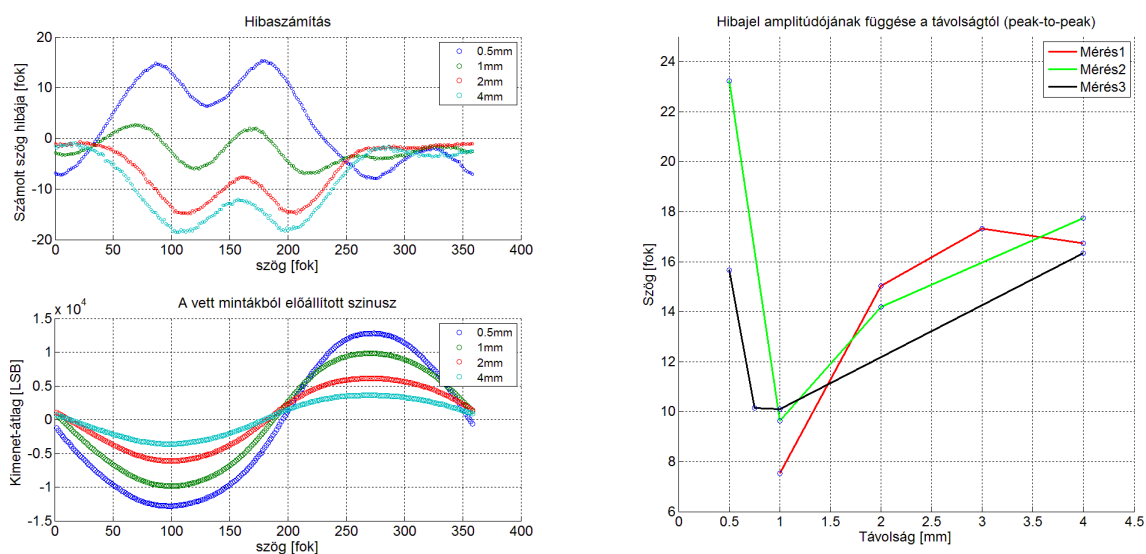 Hibaszámítás
Számolt szög hibája [fok]
20
10
0
-10
-20
0.5mm
1mm
2mm
4mm
0 50 100 150 200 250 300 350 400
szög [fok]
A vett mintákból előállított szinusz
x 10^4
Kimenet-átlag [LSB]
1.5
1
0.5
0
-0.5
-1
-1.5
0.5mm
1mm
2mm
4mm
0 50 100 150 200 250 300 350 400
szög [fok]
Hibajel amplitúdójának függése a távolságtól (peak-to-peak)
Szög [fok]
24
22
20
18
16
14
12
10
8
6
Mérés1
Mérés2
Mérés3
0 0.5 1 1.5 2 2.5 3 3.5 4 4.5
Távolság [mm]